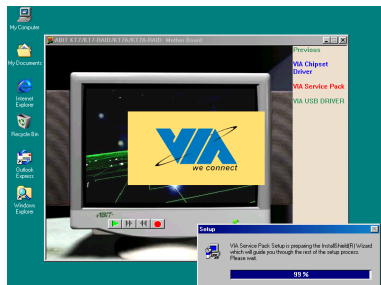 My Computer
My Documents
Internet
Explorer
Recycle Bin
Outlook
Express
Windows
Explorer
ABIT KT7/KT7-RAID/KT7A/KT7A-RAID Mother Board
Previous
VIA Chipset
Driver
VIA Service Pack
VIA USB DRIVER
VIA
we connect
ABIT
Setup
VIA Service Pack Setup is preparing the InstallShield(R) Wizard
which will guide you through the rest of the setup process.
Please wait.
99 %